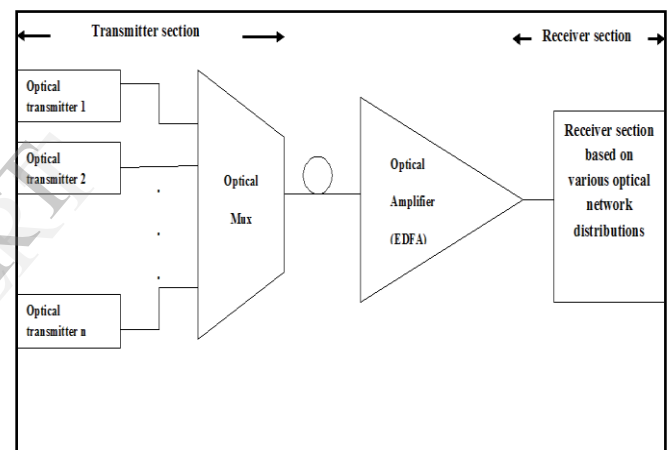 Transmitter section
Receiver section
Optical
transmitter 1
Optical
transmitter 2
Optical
transmitter n
Optical
Mux
Optical
Amplifier
(EDFA)
Receiver section
based on
various optical
network
distributions